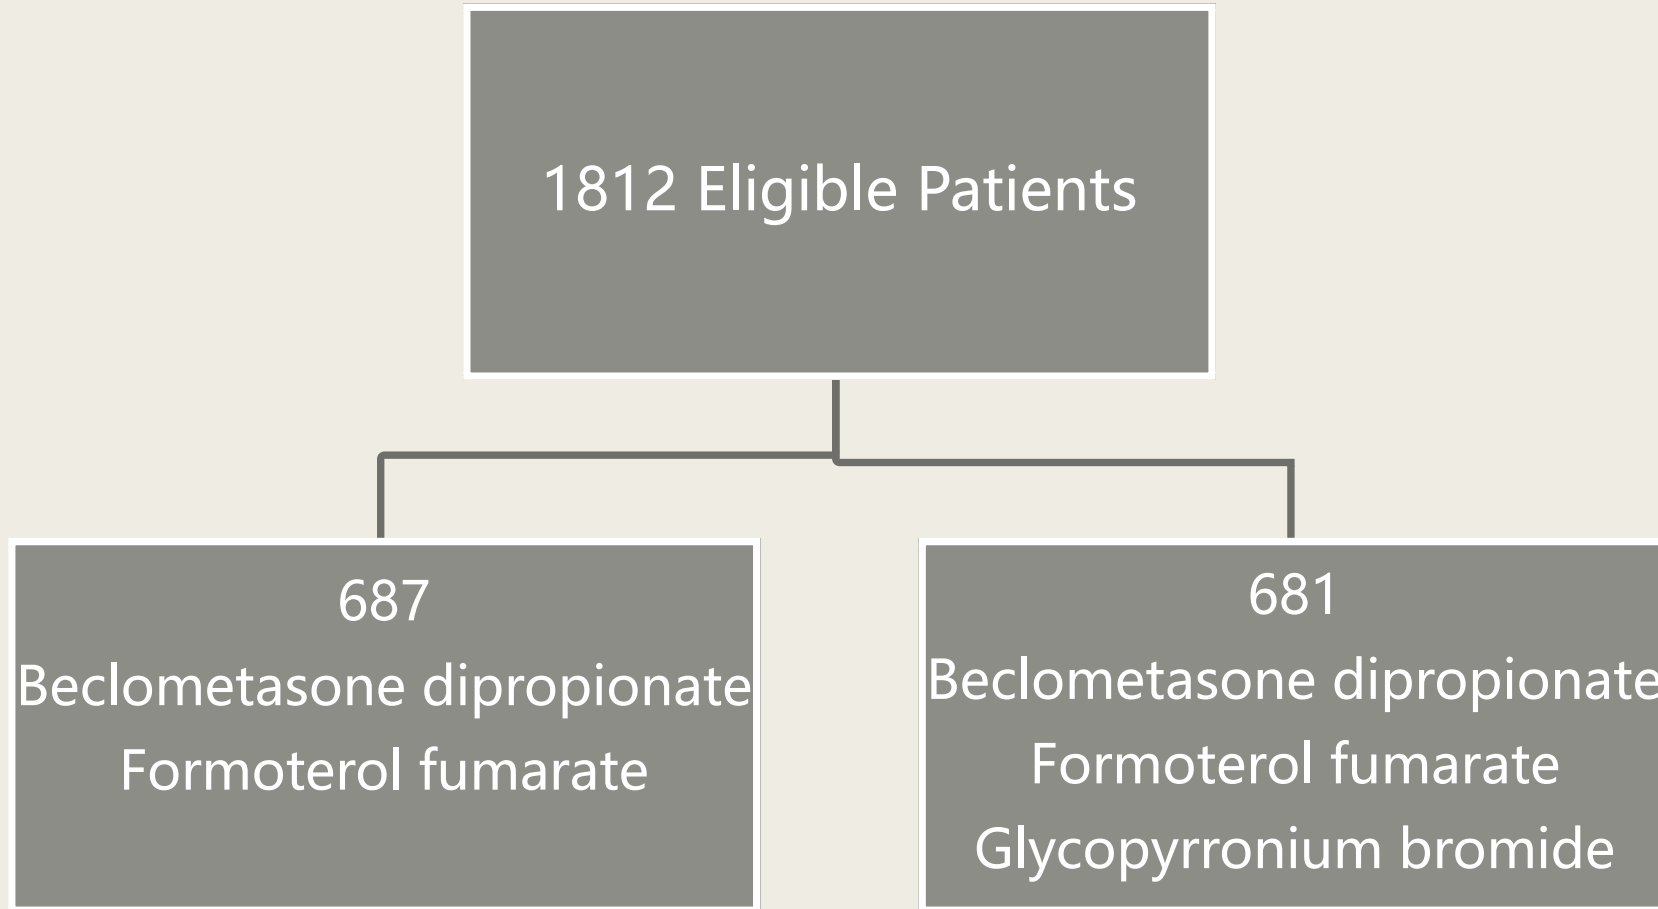 1812 Eligible Patients
687
Beclometasone dipropionate
Formoterol fumarate
681
Beclometasone dipropionate
Formoterol fumarate
Glycopyrronium bromide